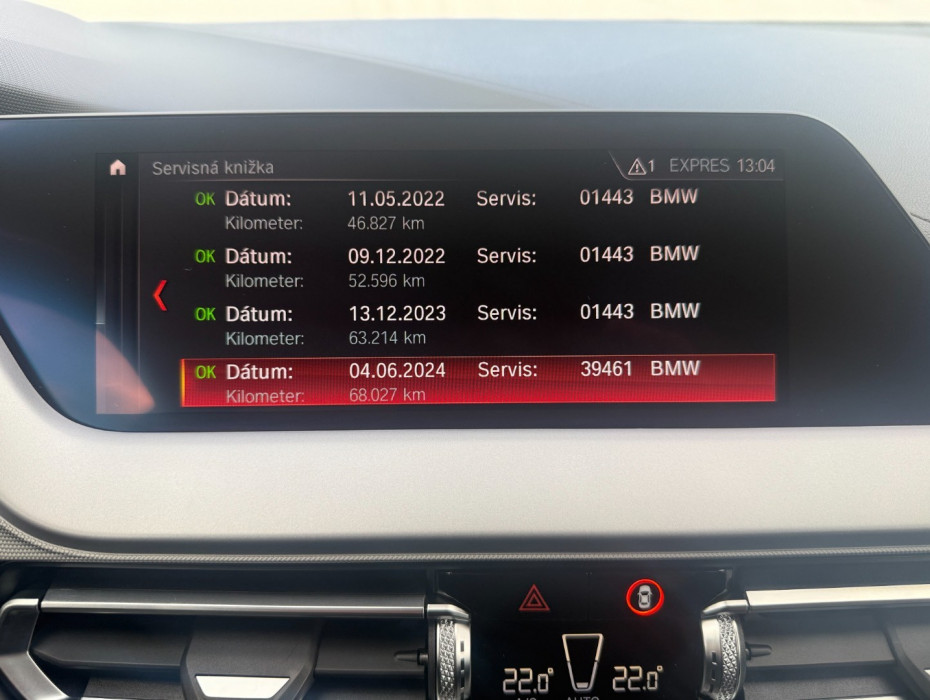 Servisná knižka 1 EXPRES 13:04
OK Dátum: 11.05.2022 Servis: 01443 BMW
Kilometer: 46.827 km
OK Dátum: 09.12.2022 Servis: 01443 BMW
Kilometer: 52.596 km
OK Dátum: 13.12.2023 Servis: 01443 BMW
Kilometer: 63.214 km
OK Dátum: 04.06.2024 Servis: 39461 BMW
Kilometer: 68.027 km
22.0° 22.0°
AUTO